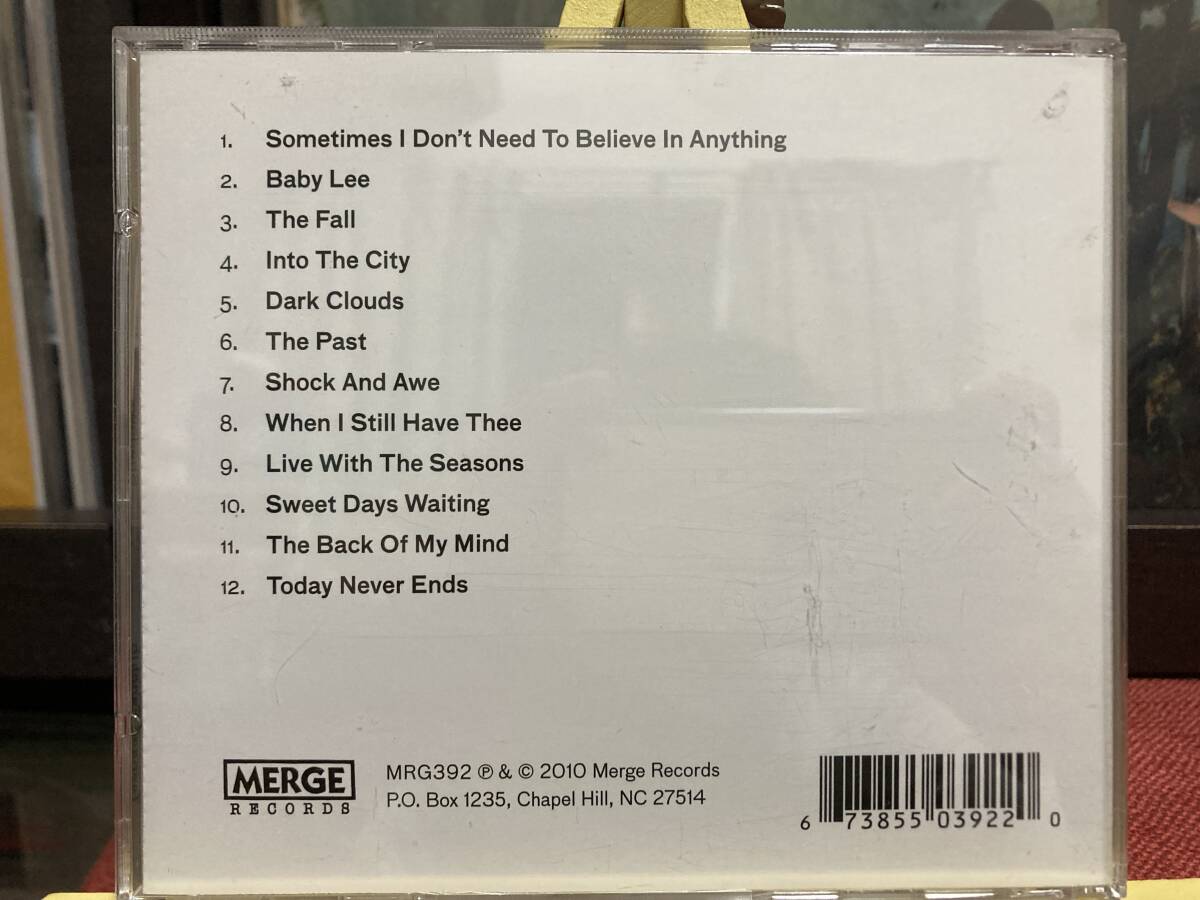 1. Sometimes I Don't Need To Believe In Anything
2. Baby Lee
3. The Fall
4. Into The City
5. Dark Clouds
6. The Past
7. Shock And Awe
8. When I Still Have Thee
9. Live With The Seasons
10. Sweet Days Waiting
11. The Back Of My Mind
12. Today Never Ends
MERGE
RECORDS
MRG392 ℗ & © 2010 Merge Records
P.O. Box 1235, Chapel Hill, NC 27514
6 73855 03922 0